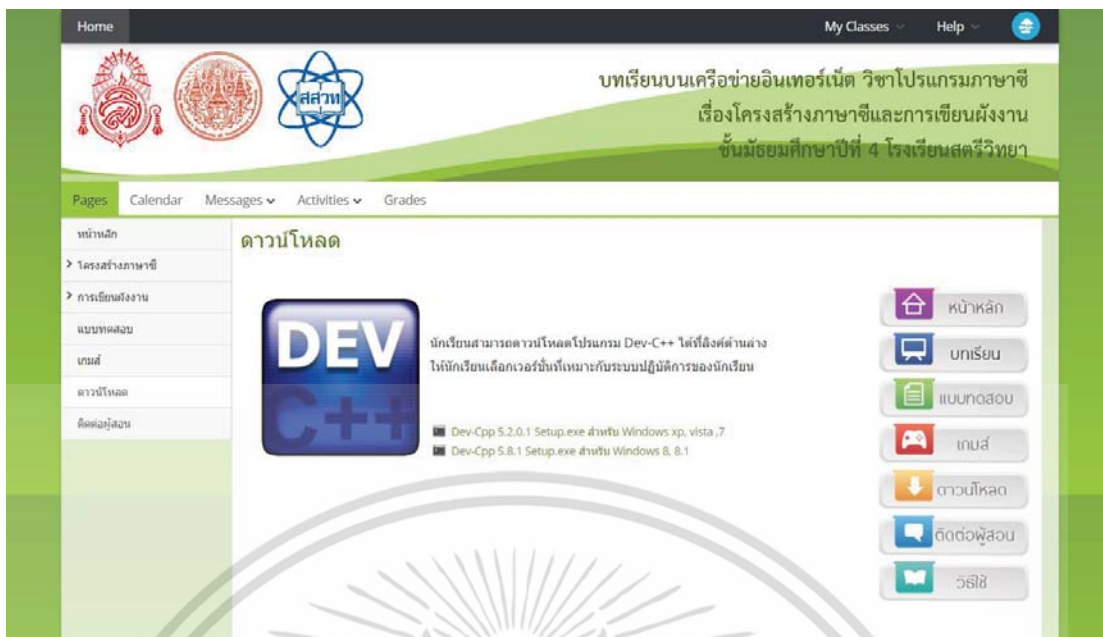 Home
My Classes
Help
สสวท
บทเรียนบนเครือข่ายอินเทอร์เน็ต วิชาโปรแกรมภาษาซี
เรื่องโครงสร้างภาษาซีและการเขียนผังงาน
ชั้นมัธยมศึกษาปีที่ 4 โรงเรียนสตรีวิทยา
Pages
Calendar
Messages
Activities
Grades
หน้าหลัก
โครงสร้างภาษาซี
การเขียนผังงาน
แบบทดสอบ
เกมส์
ดาวน์โหลด
ติดต่อผู้สอน
ดาวน์โหลด
DEV
C++
นักเรียนสามารถดาวน์โหลดโปรแกรม Dev-C++ ได้ที่ลิงค์ด้านล่าง
ให้นักเรียนเลือกเวอร์ชั่นที่เหมาะกับระบบปฏิบัติการของนักเรียน
Dev-Cpp 5.2.0.1 Setup.exe สำหรับ Windows xp, vista ,7
Dev-Cpp 5.8.1 Setup.exe สำหรับ Windows 8, 8.1
หน้าหลัก
บทเรียน
แบบทดสอบ
เกมส์
ดาวน์โหลด
ติดต่อผู้สอน
วิธีใช้